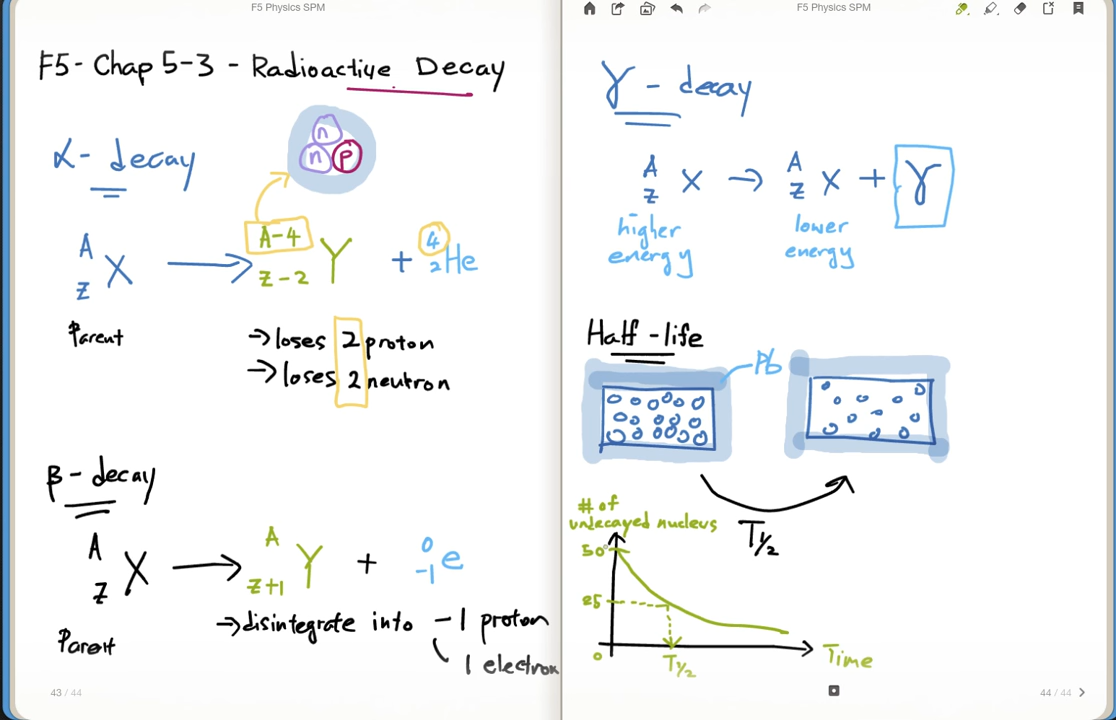 F5 Physics SPM
F5- Chap 5-3 - Radioactive Decay
n
n p
α- decay
A
Z X → A-4
Z-2 Y + 4
2 He
Parent
→ loses 2 proton
→ loses 2 neutron
β - decay
A
Z X → A
Z+1 Y + 0
-1 e
Parent
→ disintegrate into - 1 proton
1 electron
43 / 44
F5 Physics SPM
γ - decay
A
Z X → A
Z X + γ
higher
energy
lower
energy
Half -life
Pb
T½
# of
undecayed nucleus
50
25
0
T½
Time
44 / 44